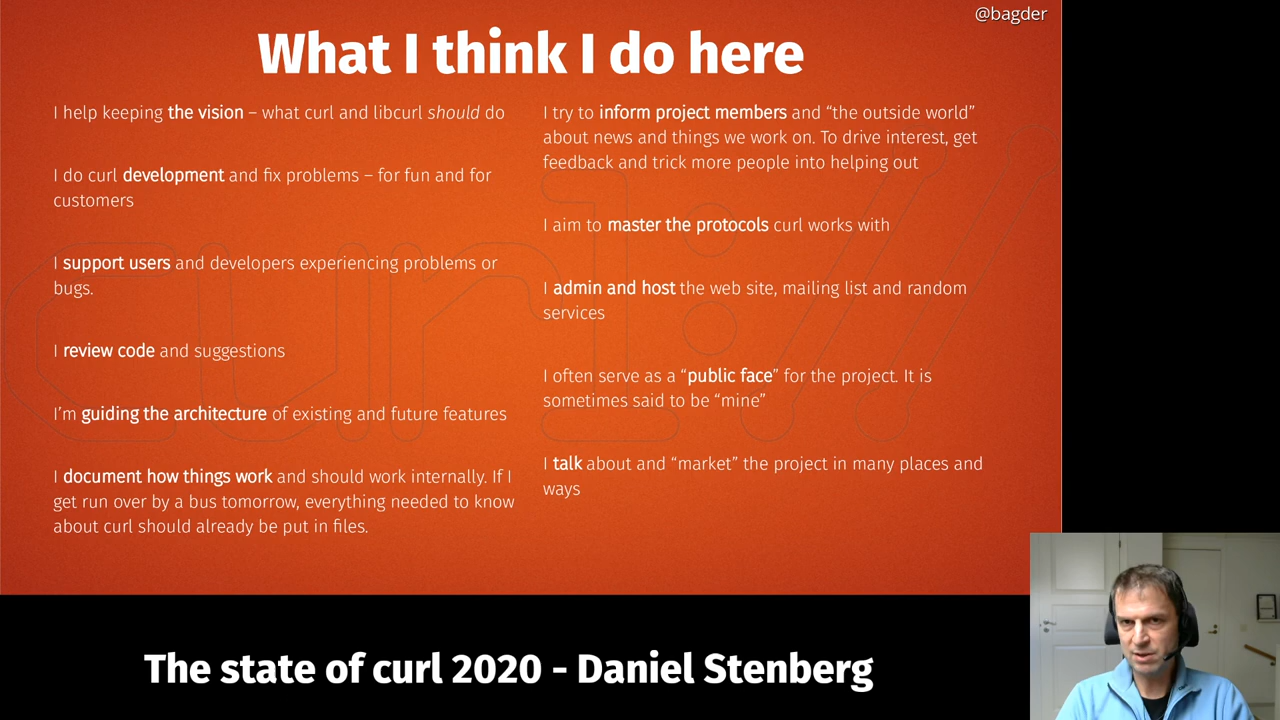 @bagder
What I think I do here
I help keeping the vision – what curl and libcurl should do
I do curl development and fix problems – for fun and for
customers
I support users and developers experiencing problems or
bugs.
I review code and suggestions
I'm guiding the architecture of existing and future features
I document how things work and should work internally. If I
get run over by a bus tomorrow, everything needed to know
about curl should already be put in files.
I try to inform project members and “the outside world”
about news and things we work on. To drive interest, get
feedback and trick more people into helping out
I aim to master the protocols curl works with
I admin and host the web site, mailing list and random
services
I often serve as a “public face” for the project. It is
sometimes said to be “mine”
I talk about and “market” the project in many places and
ways
curl://
The state of curl 2020 - Daniel Stenberg